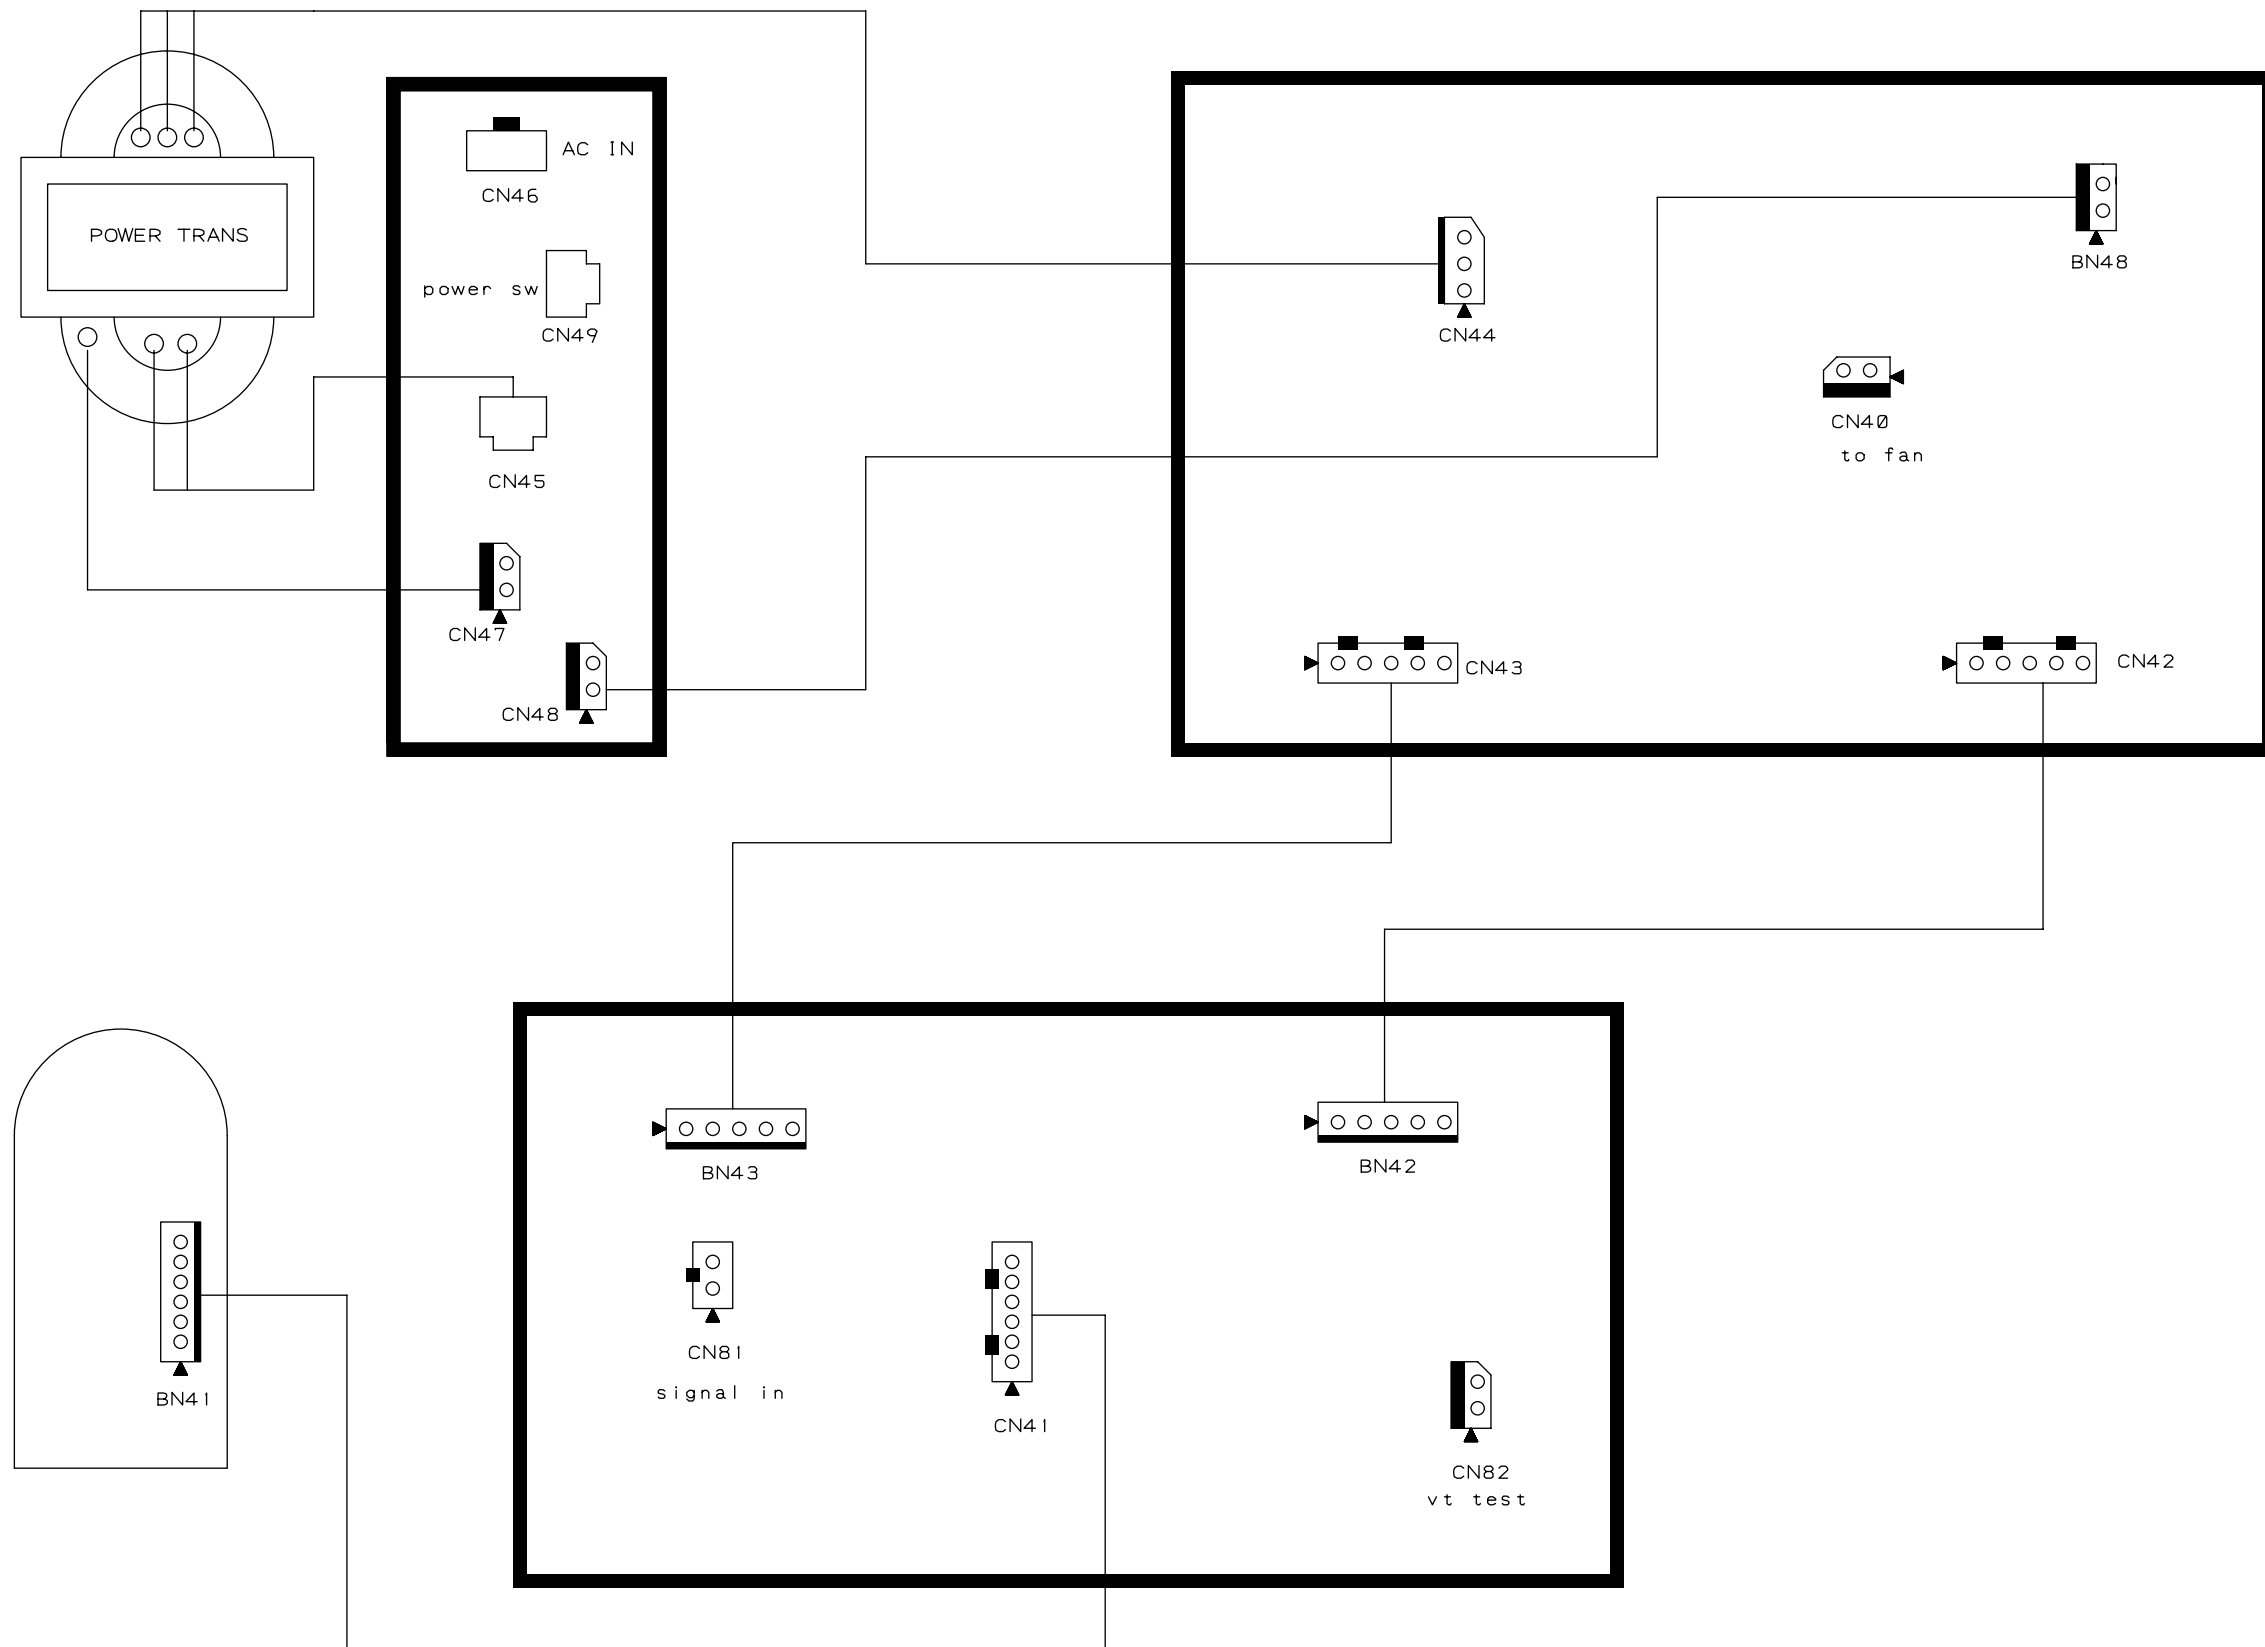 AC IN
CN46
POWER TRANS
power sw
CN49
CN45
CN47
CN48
BN48
CN44
CN40
to fan
CN43
CN42
BN43
BN42
CN81
signal in
CN41
BN41
CN82
vt test